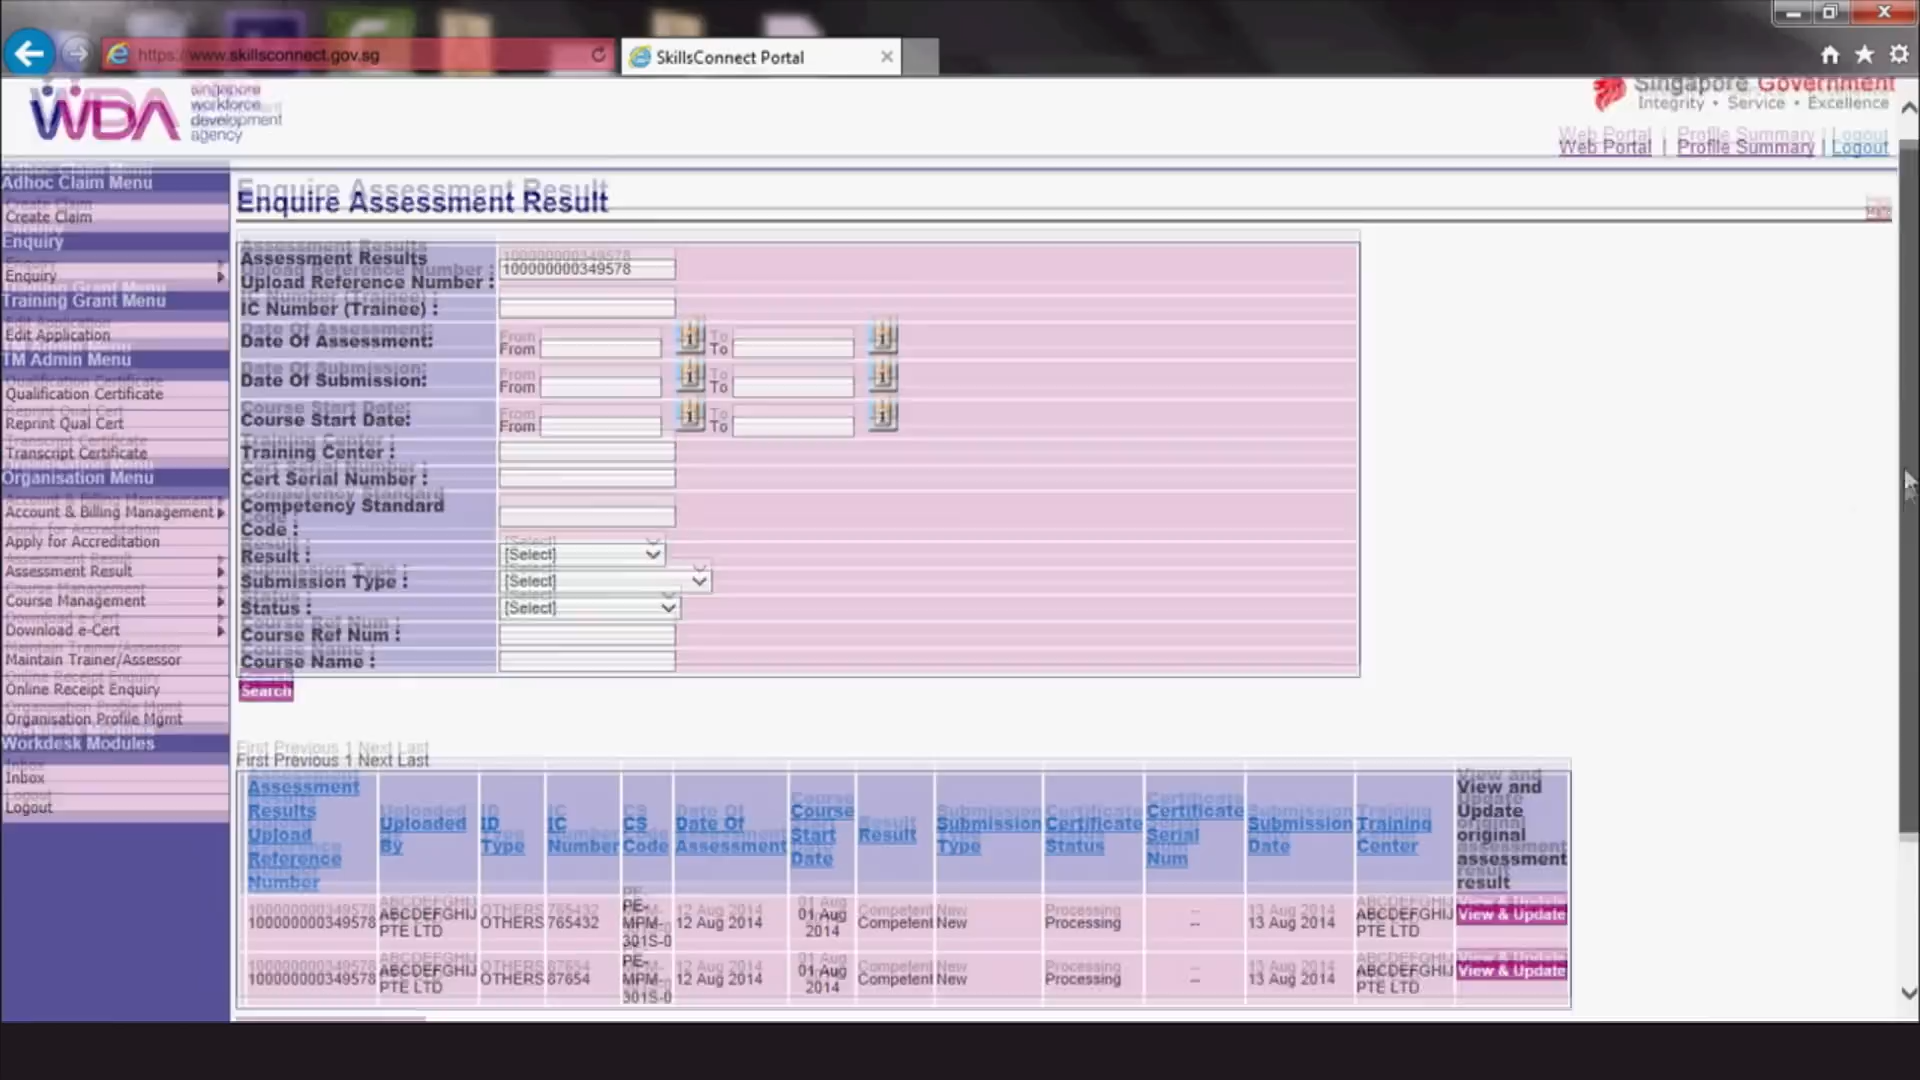 https://www.skillsconnect.gov.sg
SkillsConnect Portal
WDA
singapore
workforce
development
agency
Singapore Government
Integrity • Service • Excellence
Web Portal | Profile Summary | Logout
Adhoc Claim Menu
Create Claim
Enquiry
Enquiry
Training Grant Menu
Edit Application
TM Admin Menu
Qualification Certificate
Reprint Qual Cert
Transcript Certificate
Organisation Menu
Account & Billing Management
Apply for Accreditation
Assessment Result
Course Management
Download e-Cert
Maintain Trainer/Assessor
Online Receipt Enquiry
Organisation Profile Mgmt
Workdesk Modules
Inbox
Logout
Enquire Assessment Result
Assessment Results
Upload Reference Number : 100000000349578
IC Number (Trainee) :
Date Of Assessment: From To
Date Of Submission: From To
Course Start Date: From To
Training Center :
Cert Serial Number :
Competency Standard
Code :
Result : [Select]
Submission Type : [Select]
Status : [Select]
Course Ref Num :
Course Name :
Search
First Previous 1 Next Last
Assessment Results Upload Reference Number Uploaded By ID Type IC Number CS Code Date Of Assessment Course Start Date Result Submission Type Certificate Status Certificate Serial Num Submission Date Training Center View and Update original assessment result
100000000349578 ABCDEFGHIJ PTE LTD OTHERS 765432 PE-MPM-301S-0 12 Aug 2014 01 Aug 2014 Competent New Processing -- 13 Aug 2014 ABCDEFGHIJ PTE LTD View & Update
100000000349578 ABCDEFGHIJ PTE LTD OTHERS 87654 PE-MPM-301S-0 12 Aug 2014 01 Aug 2014 Competent New Processing -- 13 Aug 2014 ABCDEFGHIJ PTE LTD View & Update